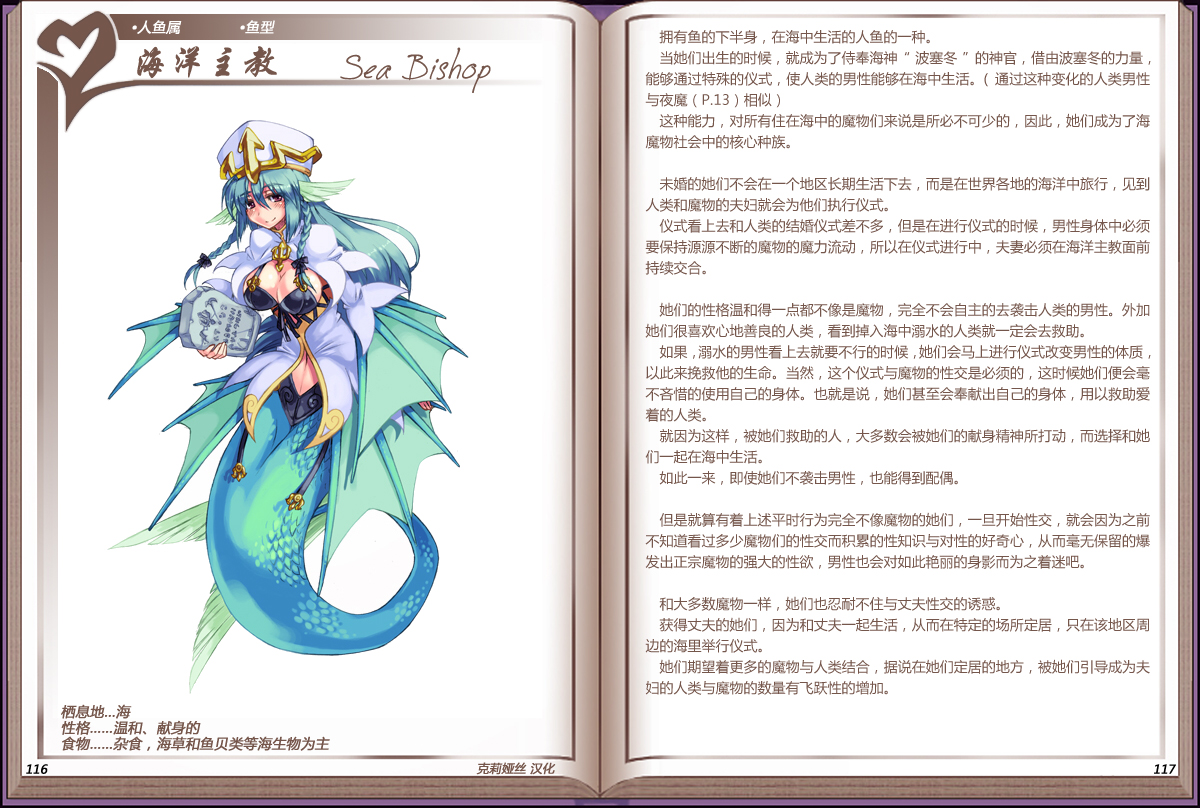 •人鱼属 •鱼型
海洋主教 Sea Bishop
栖息地...海
性格......温和、献身的
食物......杂食，海草和鱼贝类等海生物为主
116
克莉娅丝 汉化
拥有鱼的下半身，在海中生活的人鱼的一种。
当她们出生的时候，就成为了侍奉海神“ 波塞冬 ”的神官，借由波塞冬的力量，
能够通过特殊的仪式，使人类的男性能够在海中生活。( 通过这种变化的人类男性
与夜魔（P.13）相似 )
这种能力，对所有住在海中的魔物们来说是所必不可少的，因此，她们成为了海
魔物社会中的核心种族。
未婚的她们不会在一个地区长期生活下去，而是在世界各地的海洋中旅行，见到
人类和魔物的夫妇就会为他们执行仪式。
仪式看上去和人类的结婚仪式差不多，但是在进行仪式的时候，男性身体中必须
要保持源源不断的魔物的魔力流动，所以在仪式进行中，夫妻必须在海洋主教面前
持续交合。
她们的性格温和得一点都不像是魔物，完全不会自主的去袭击人类的男性。外加
她们很喜欢心地善良的人类，看到掉入海中溺水的人类就一定会去救助。
如果，溺水的男性看上去就要不行的时候，她们会马上进行仪式改变男性的体质，
以此来挽救他的生命。当然，这个仪式与魔物的性交是必须的，这时候她们便会毫
不吝惜的使用自己的身体。也就是说，她们甚至会奉献出自己的身体，用以救助爱
着的人类。
就因为这样，被她们救助的人，大多数会被她们的献身精神所打动，而选择和她
们一起在海中生活。
如此一来，即使她们不袭击男性，也能得到配偶。
但是就算有着上述平时行为完全不像魔物的她们，一旦开始性交，就会因为之前
不知道看过多少魔物们的性交而积累的性知识与对性的好奇心，从而毫无保留的爆
发出正宗魔物的强大的性欲，男性也会对如此艳丽的身影而为之着迷吧。
和大多数魔物一样，她们也忍耐不住与丈夫性交的诱惑。
获得丈夫的她们，因为和丈夫一起生活，从而在特定的场所定居，只在该地区周
边的海里举行仪式。
她们期望着更多的魔物与人类结合，据说在她们定居的地方，被她们引导成为夫
妇的人类与魔物的数量有飞跃性的增加。
117